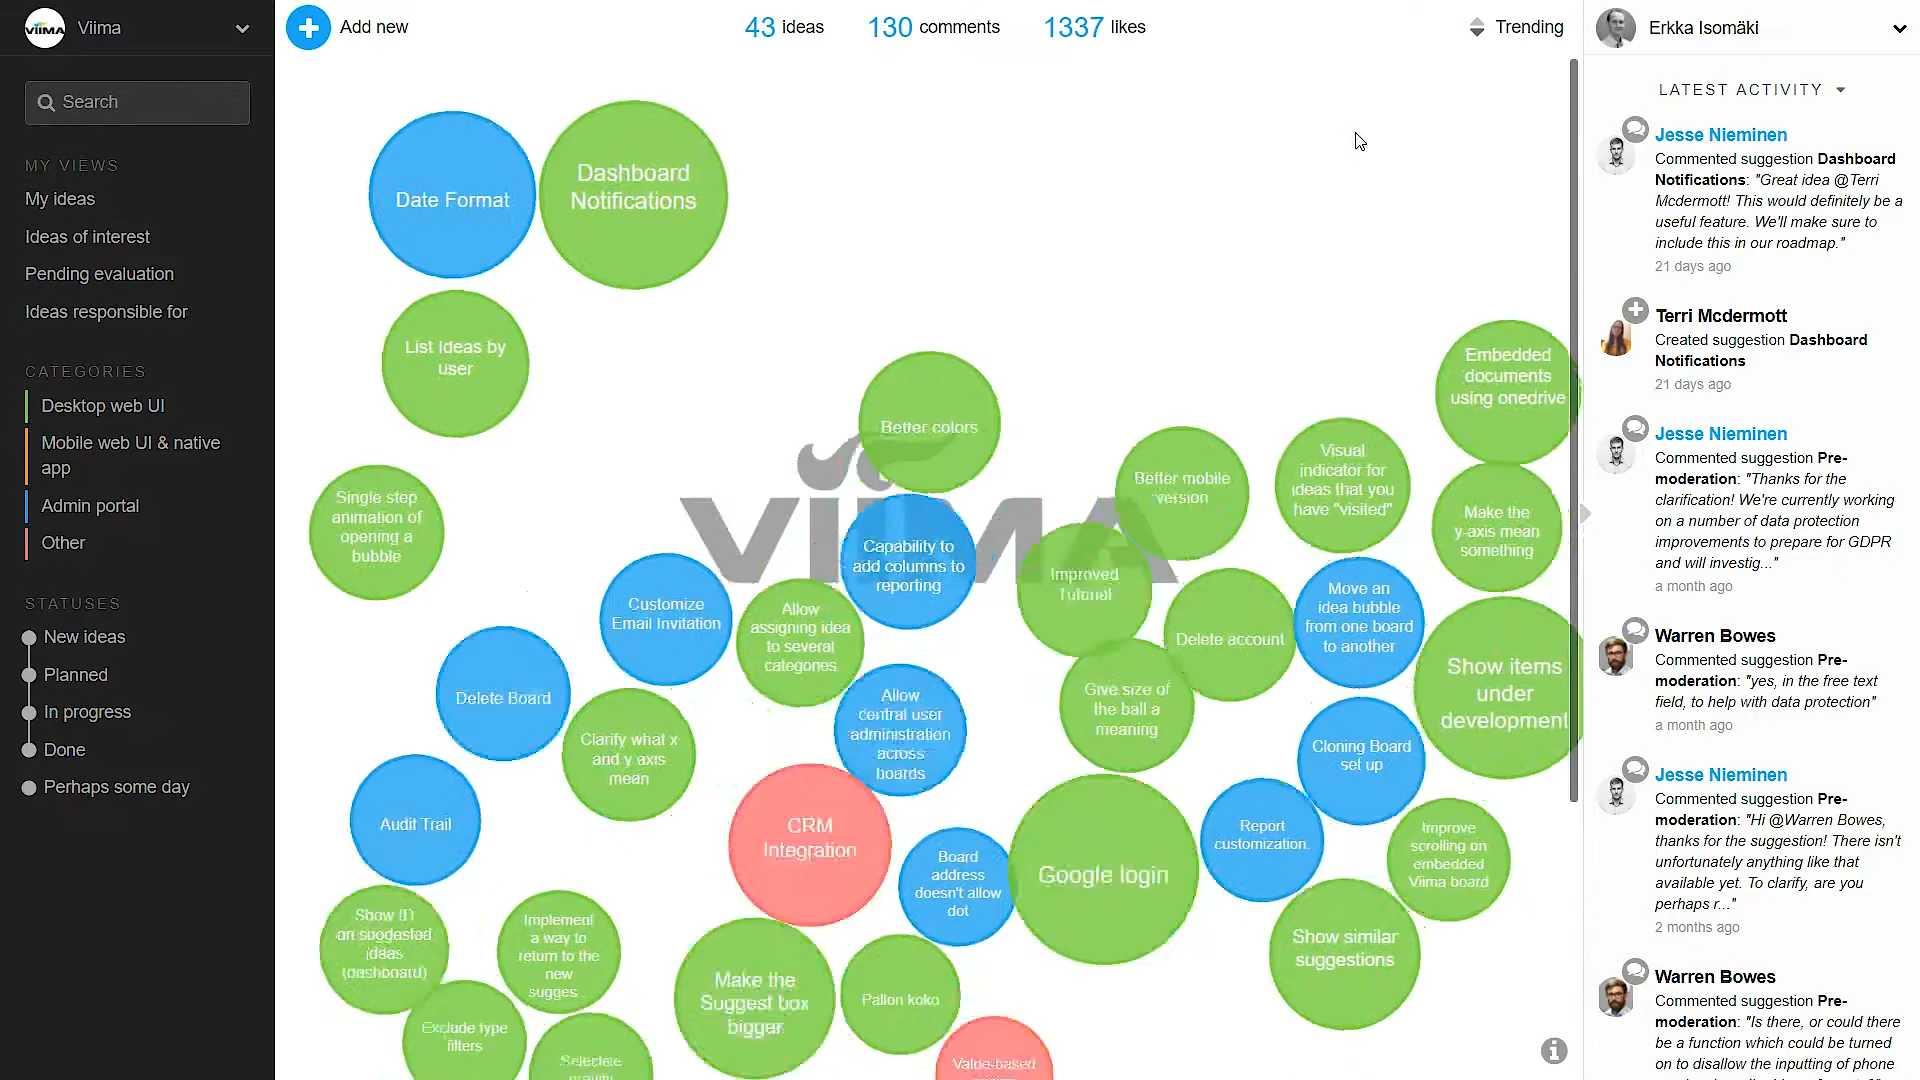 VIIMA
Viima
Search
MY VIEWS
My ideas
Ideas of interest
Pending evaluation
Ideas responsible for
CATEGORIES
Desktop web UI
Mobile web UI & native
app
Admin portal
Other
STATUSES
New ideas
Planned
In progress
Done
Perhaps some day
Add new
43 ideas
130 comments
1337 likes
Trending
Date Format
Dashboard
Notifications
List Ideas by
user
Embedded
documents
using onedrive
Better colors
Better mobile
version
Visual
indicator for
ideas that you
have "visited"
Single step
animation of
opening a
bubble
Make the
y-axis mean
something
VIIMA
Capability to
add columns to
reporting
Improved
Tutorial
Customize
Email Invitation
Allow
assigning idea
to several
categories
Delete account
Move an
idea bubble
from one board
to another
Delete Board
Clarify what x
and y axis
mean
Allow
central user
administration
across
boards
Give size of
the ball a
meaning
Show items
under
development
Cloning Board
set up
Audit Trail
CRM
Integration
Board
address
doesn't allow
dot
Google login
Report
customization.
Improve
scrolling on
embedded
Viima board
Show ID
on suggested
ideas
(dashboard)
Implement
a way to
return to the
new
sugges...
Make the
Suggest box
bigger.
Pallon koko
Show similar
suggestions
Exclude type
filters
Value-based
Erkka Isomäki
LATEST ACTIVITY
Jesse Nieminen
Commented suggestion Dashboard
Notifications: "Great idea @Terri
Mcdermott! This would definitely be a
useful feature. We'll make sure to
include this in our roadmap."
21 days ago
Terri Mcdermott
Created suggestion Dashboard
Notifications
21 days ago
Jesse Nieminen
Commented suggestion Pre-
moderation: "Thanks for the
clarification! We're currently working
on a number of data protection
improvements to prepare for GDPR
and will investig..."
a month ago
Warren Bowes
Commented suggestion Pre-
moderation: "yes, in the free text
field, to help with data protection"
a month ago
Jesse Nieminen
Commented suggestion Pre-
moderation: "Hi @Warren Bowes,
thanks for the suggestion! There isn't
unfortunately anything like that
available yet. To clarify, are you
perhaps r..."
2 months ago
Warren Bowes
Commented suggestion Pre-
moderation: "Is there, or could there
be a function which could be turned
on to disallow the inputting of phone